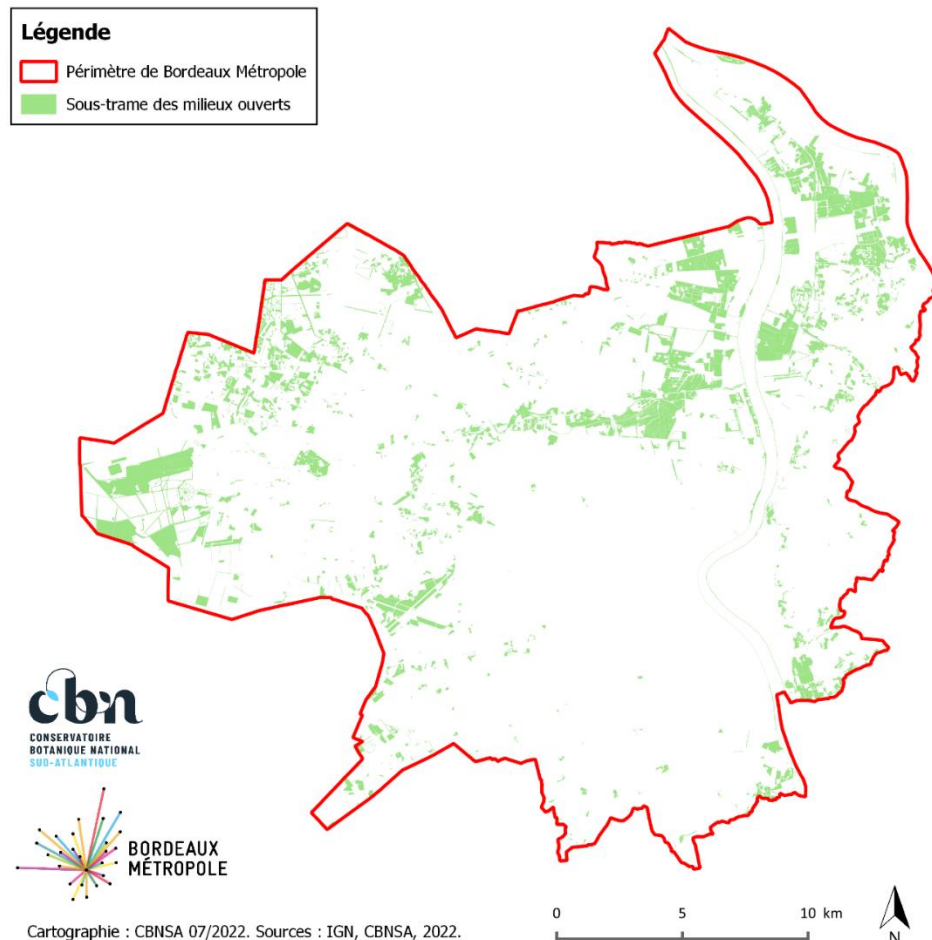 Légende
Périmètre de Bordeaux Métropole
Sous-trame des milieux ouverts
cbn
CONSERVATOIRE
BOTANIQUE NATIONAL
SUD-ATLANTIQUE
BORDEAUX
MÉTROPOLE
Cartographie : CBNSA 07/2022. Sources : IGN, CBNSA, 2022.
0 5 10 km
N